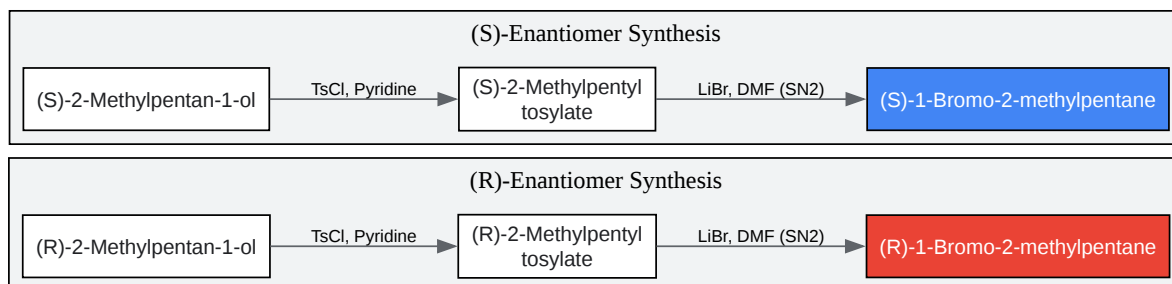 (S)-Enantiomer Synthesis
(S)-2-Methylpentan-1-ol
TsCl, Pyridine
(S)-2-Methylpentyl
tosylate
LiBr, DMF (SN2)
(S)-1-Bromo-2-methylpentane
(R)-Enantiomer Synthesis
(R)-2-Methylpentan-1-ol
TsCl, Pyridine
(R)-2-Methylpentyl
tosylate
LiBr, DMF (SN2)
(R)-1-Bromo-2-methylpentane